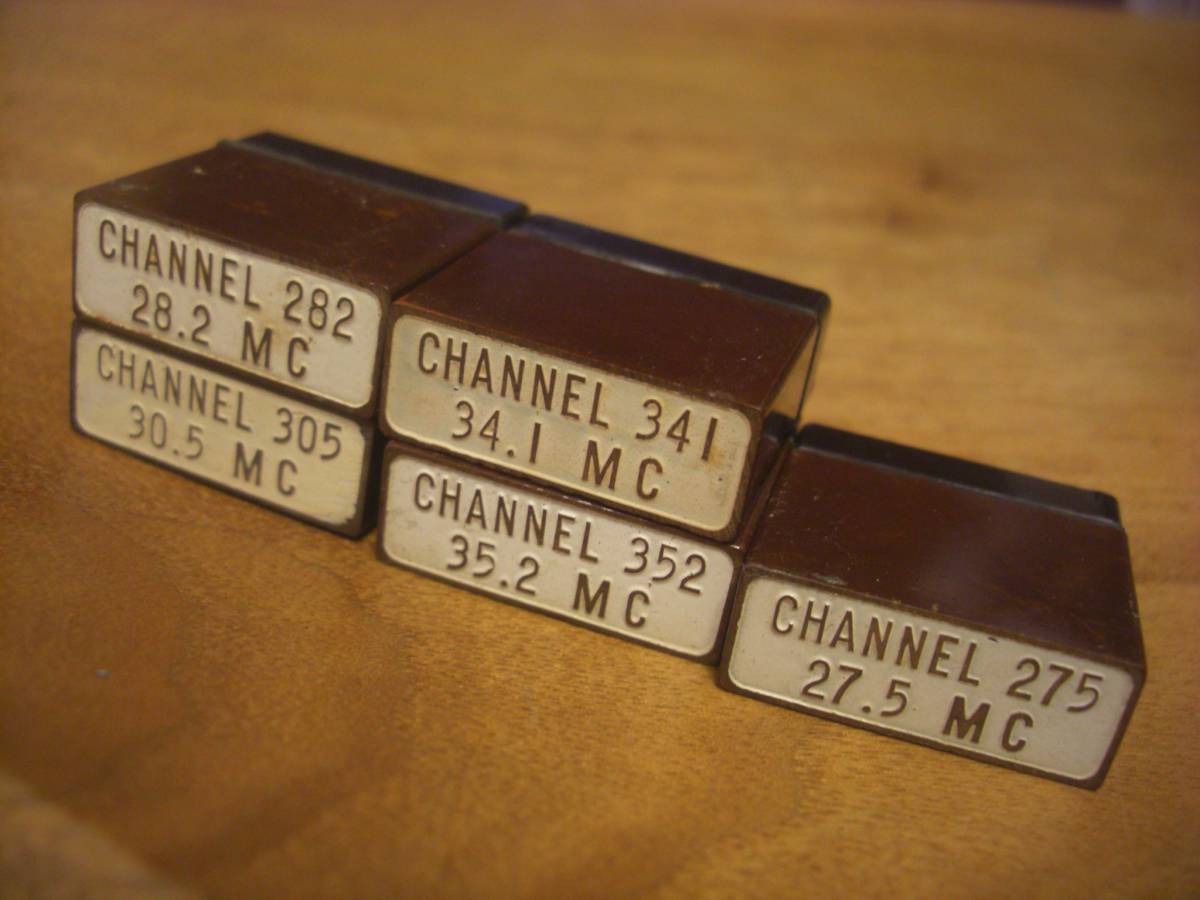 CHANNEL 282
28.2 MC
CHANNEL 305
30.5 MC
CHANNEL 341
34.1 MC
CHANNEL 352
35.2 MC
CHANNEL 275
27.5 MC